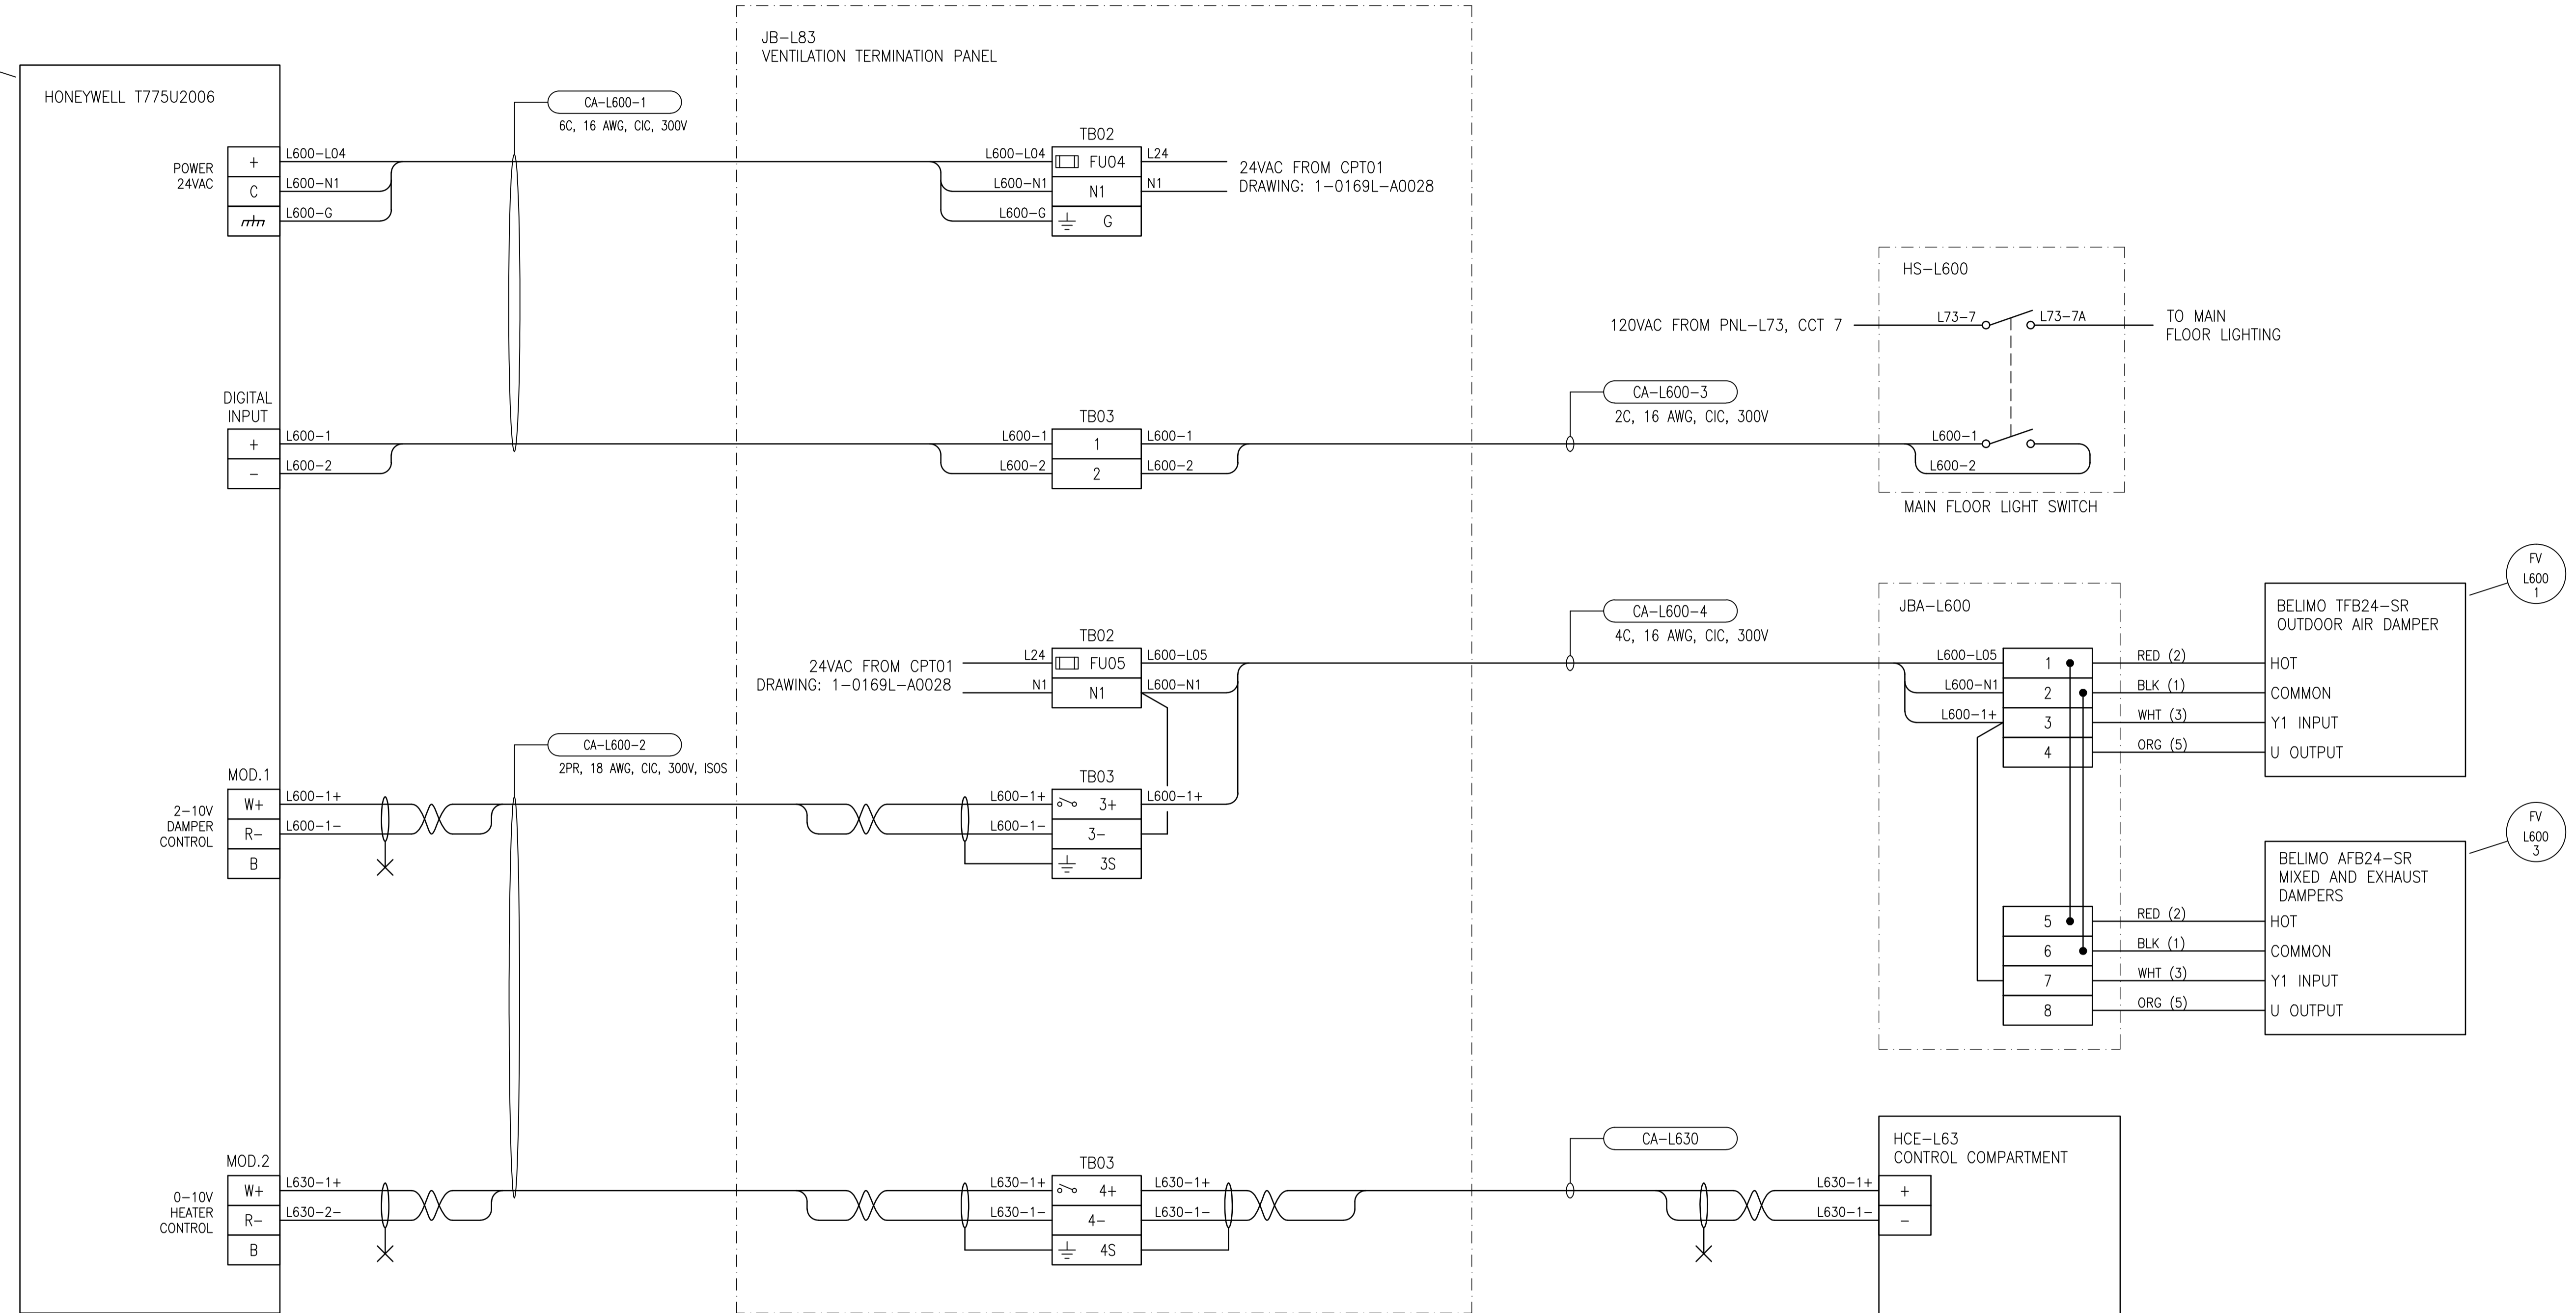 JB-L83
VENTILATION TERMINATION PANEL
HONEYWELL T775U2006
CA-L600-1
6C, 16 AWG, CIC, 300V
POWER
24VAC
+
C
L600-L04
L600-N1
L600-G
TB02
L600-L04
L600-N1
L600-G
FU04
N1
G
L24
N1
24VAC FROM CPT01
DRAWING: 1-0169L-A0028
HS-L600
120VAC FROM PNL-L73, CCT 7
L73-7
L73-7A
TO MAIN
FLOOR LIGHTING
L600-1
L600-2
MAIN FLOOR LIGHT SWITCH
DIGITAL
INPUT
+
-
L600-1
L600-2
TB03
L600-1
L600-2
1
2
L600-1
L600-2
CA-L600-3
2C, 16 AWG, CIC, 300V
24VAC FROM CPT01
DRAWING: 1-0169L-A0028
TB02
L24
N1
FU05
N1
L600-L05
L600-N1
CA-L600-4
4C, 16 AWG, CIC, 300V
JBA-L600
L600-L05
L600-N1
L600-1+
1
2
3
4
RED (2)
BLK (1)
WHT (3)
ORG (5)
BELIMO TFB24-SR
OUTDOOR AIR DAMPER
HOT
COMMON
Y1 INPUT
U OUTPUT
FV
L600
1
CA-L600-2
2PR, 18 AWG, CIC, 300V, ISOS
MOD.1
2-10V
DAMPER
CONTROL
W+
R-
B
L600-1+
L600-1-
TB03
L600-1+
L600-1-
3+
3-
3S
L600-1+
5
6
7
8
RED (2)
BLK (1)
WHT (3)
ORG (5)
BELIMO AFB24-SR
MIXED AND EXHAUST
DAMPERS
HOT
COMMON
Y1 INPUT
U OUTPUT
FV
L600
3
MOD.2
0-10V
HEATER
CONTROL
W+
R-
B
L630-1+
L630-2-
TB03
L630-1+
L630-1-
4+
4-
4S
L630-1+
L630-1-
CA-L630
HCE-L63
CONTROL COMPARTMENT
L630-1+
L630-1-
+
-